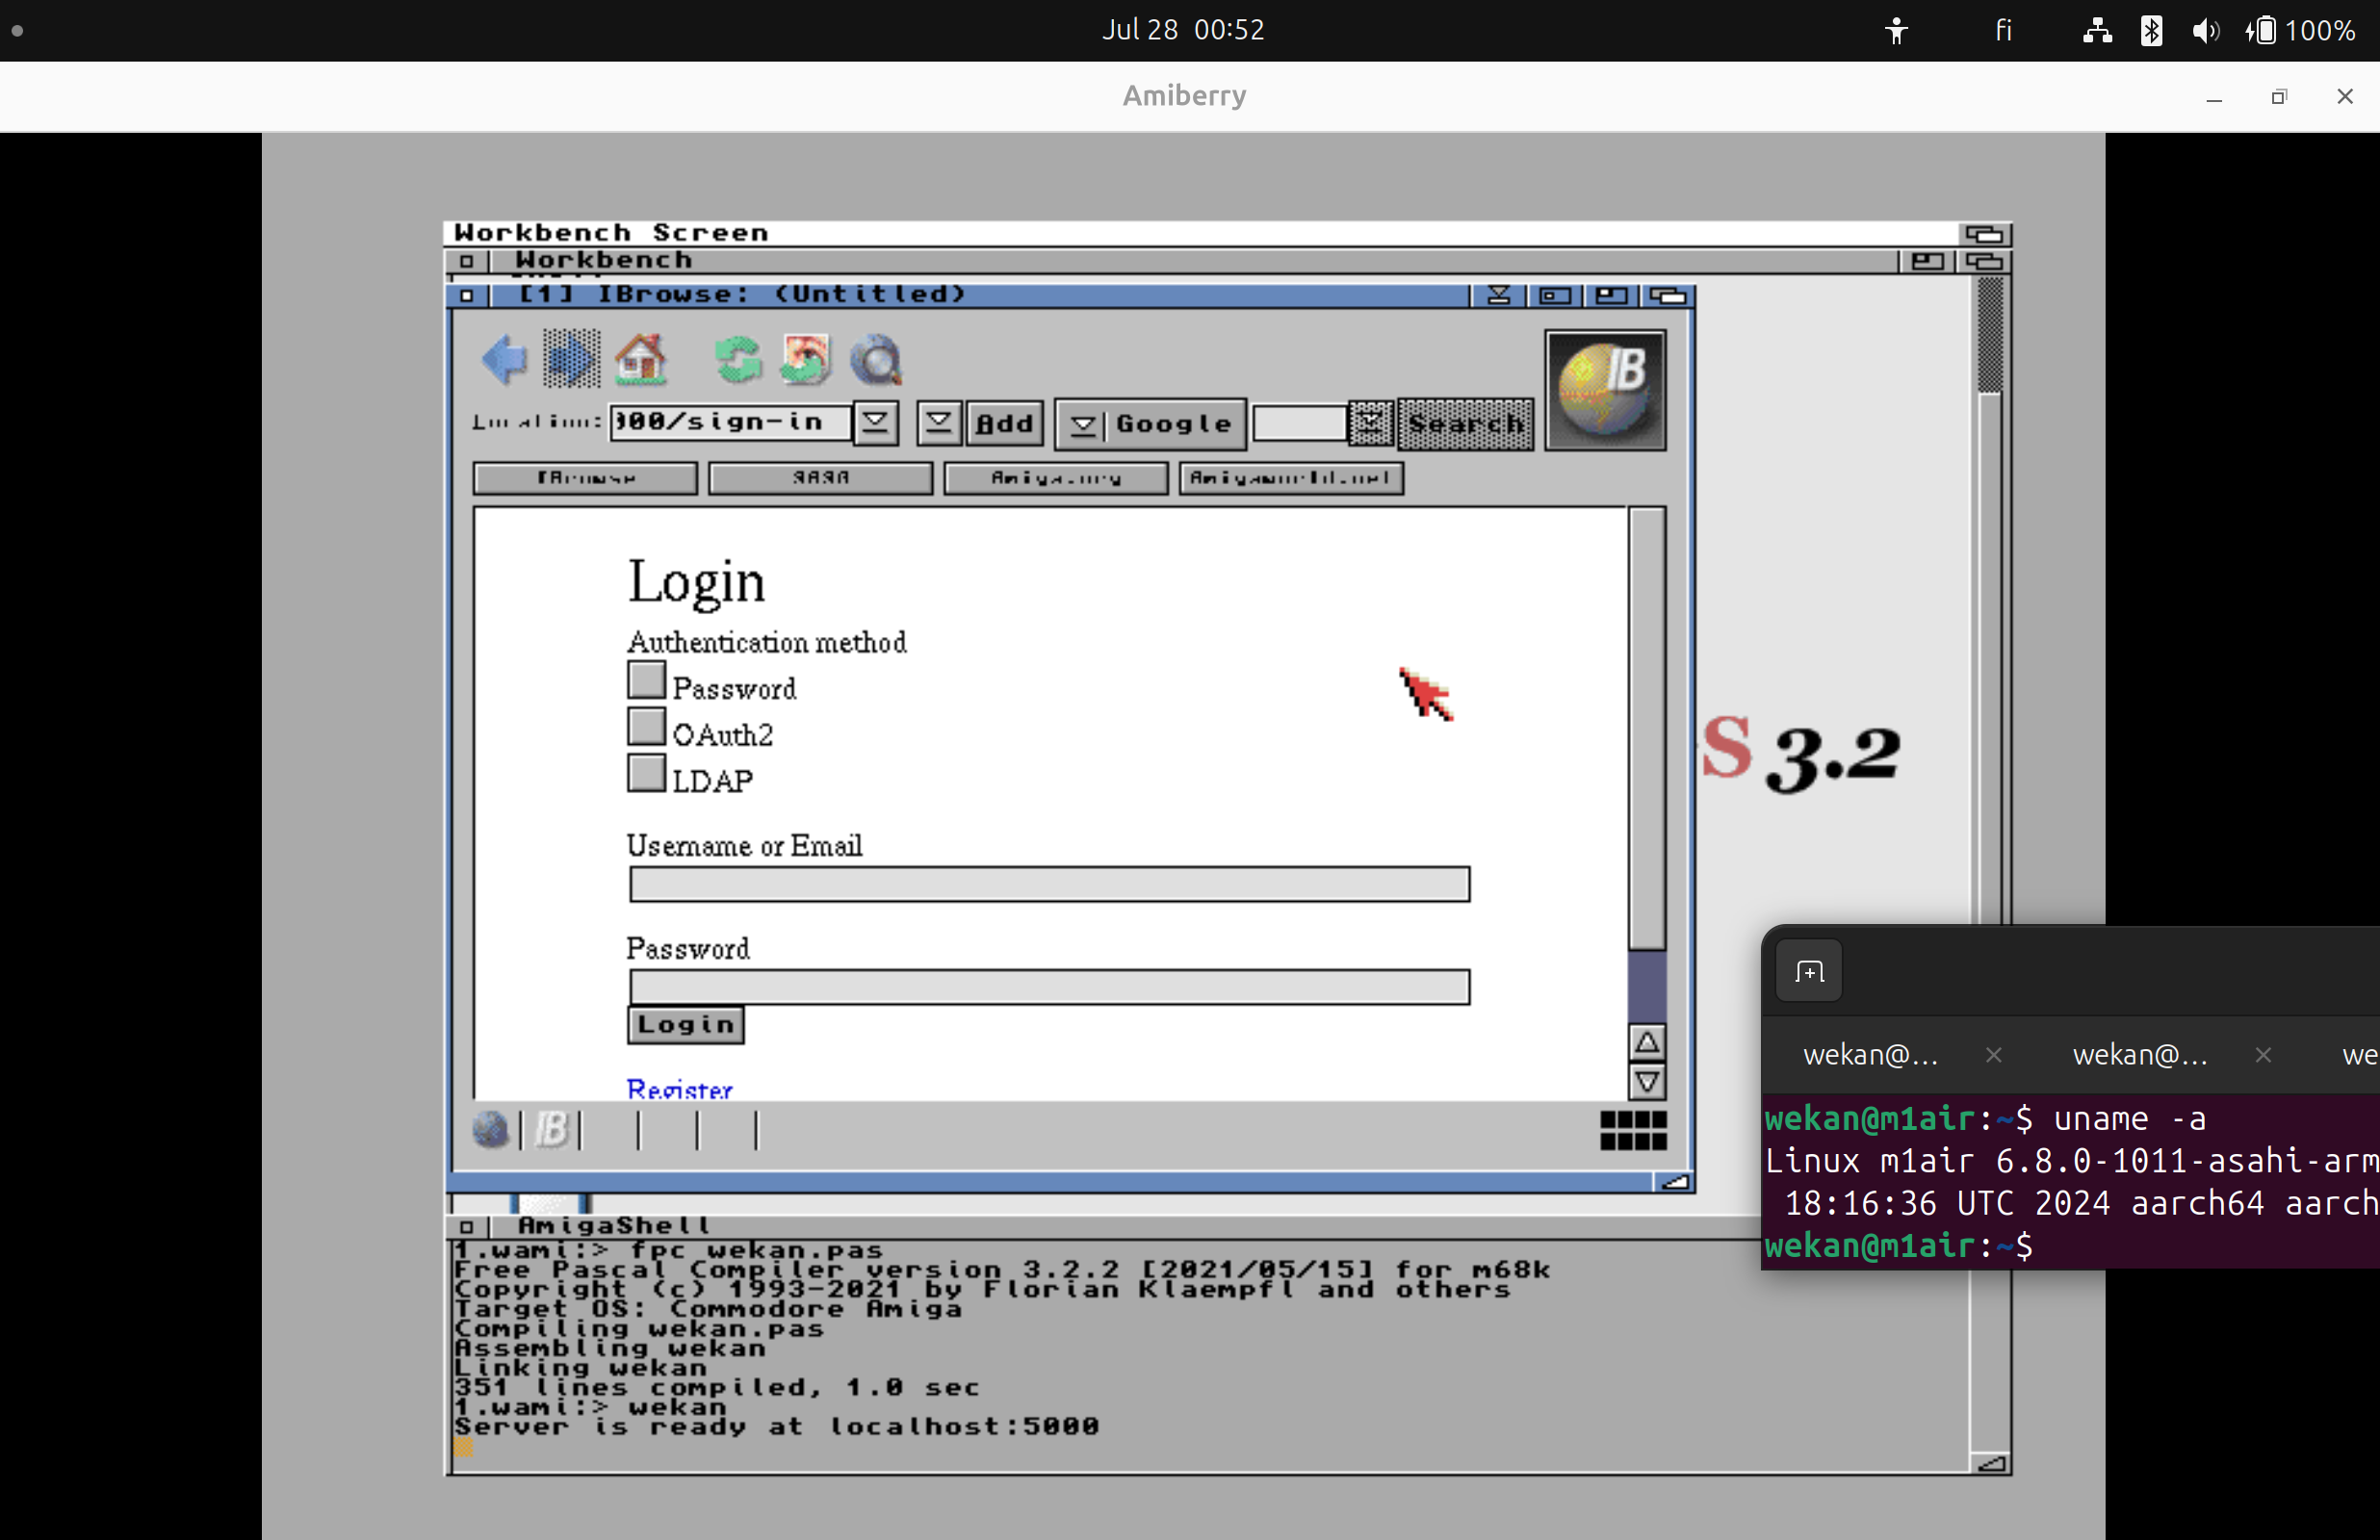 Jul 28 00:52
fi
100%
Amiberry
Workbench Screen
Workbench
[1] IBrowse: (Untitled)
IB
Location:
00/sign-in
Add
Google
Search
IBrowse
Amiga.org
Amigaworld.net
Login
Authentication method
Password
OAuth2
LDAP
Username or Email
Password
Login
Register
IB
S 3.2
AmigaShell
1.wami:> fpc wekan.pas
Free Pascal Compiler version 3.2.2 [2021/05/15] for m68k
Copyright (c) 1993-2021 by Florian Klaempfl and others
Target OS: Commodore Amiga
Compiling wekan.pas
Assembling wekan
Linking wekan
351 lines compiled, 1.0 sec
1.wami:> wekan
Server is ready at localhost:5000
wekan@... wekan@... we
wekan@m1air:~$ uname -a
Linux m1air 6.8.0-1011-asahi-arm
18:16:36 UTC 2024 aarch64 aarch
wekan@m1air:~$